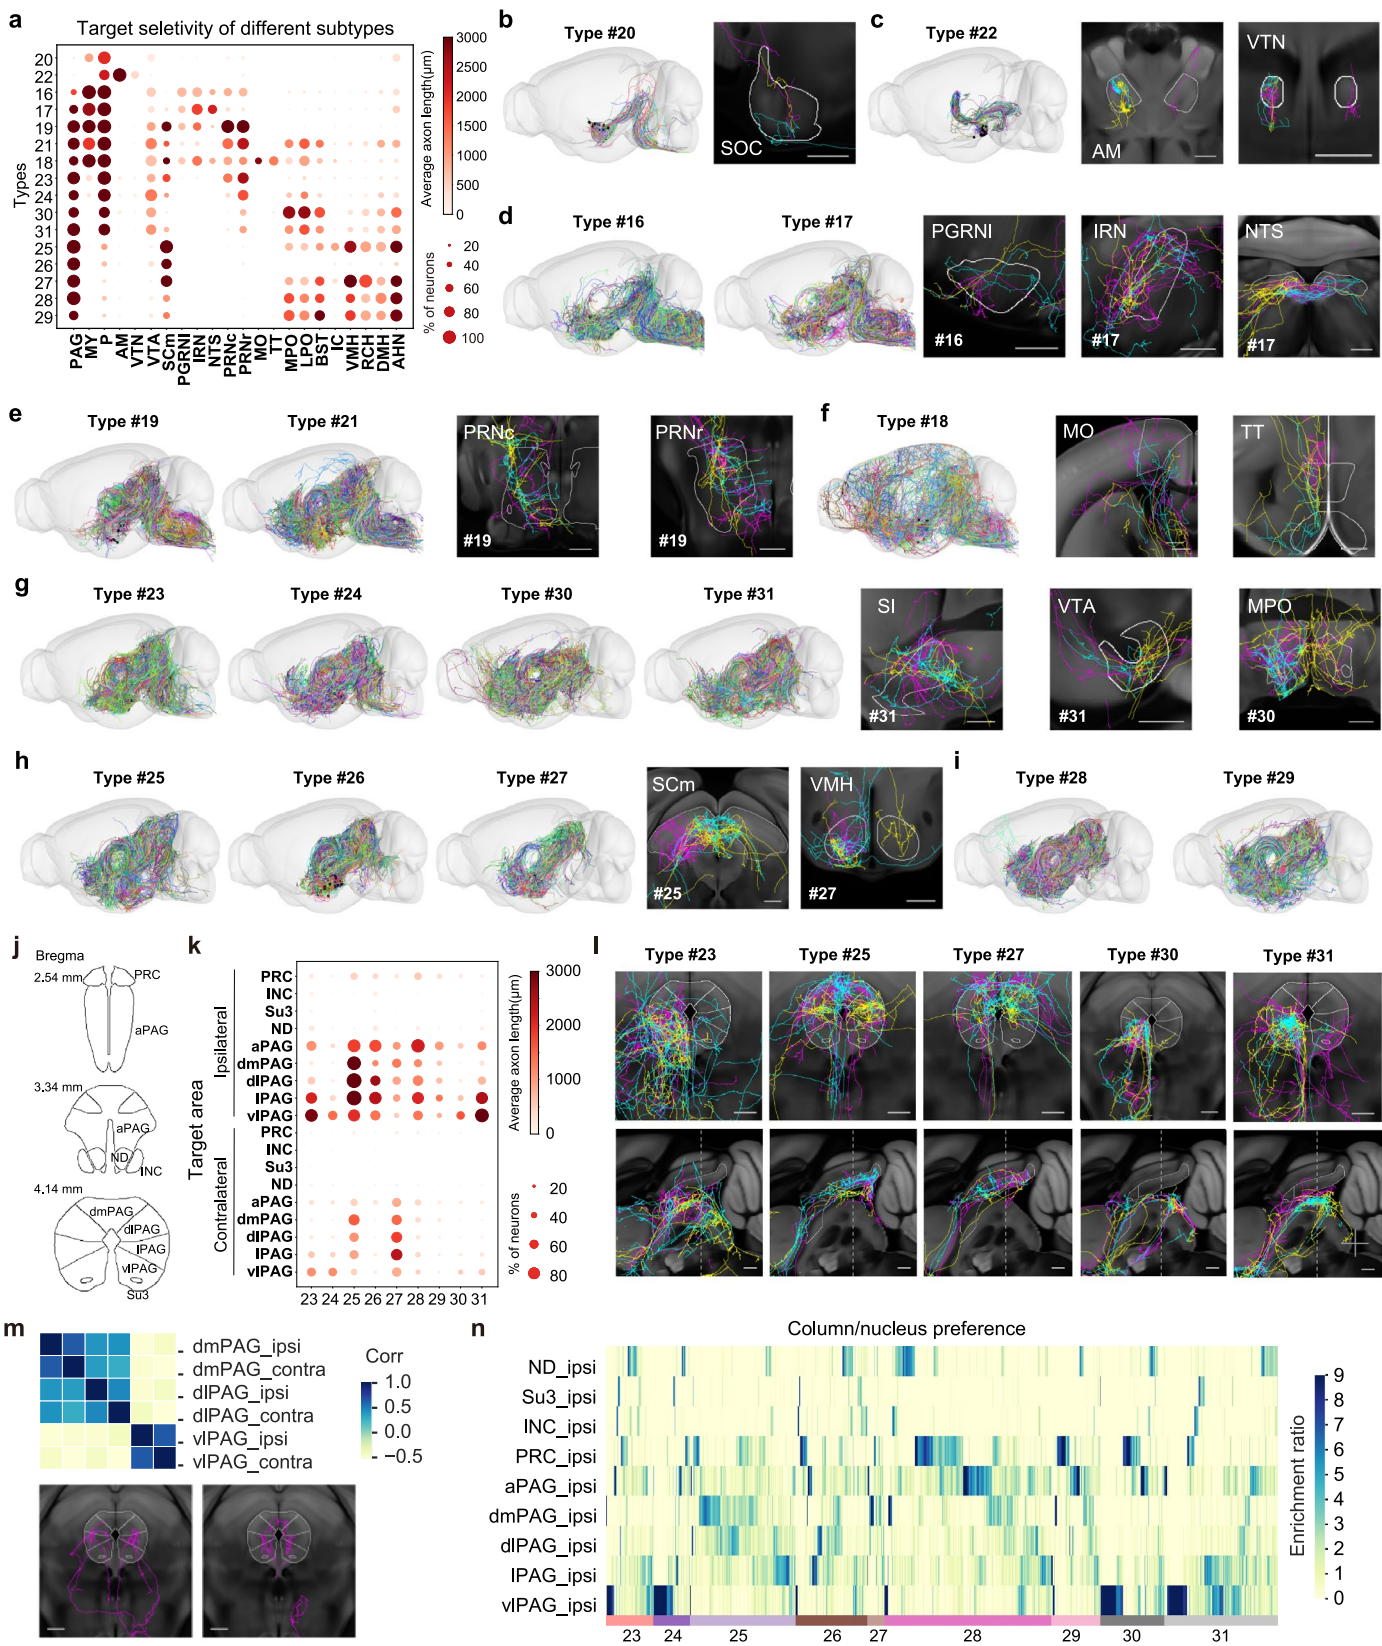 a
Target seletivity of different subtypes
Types
20
22
16
17
19
21
18
23
24
30
31
25
26
27
28
29
PAG
MY
P
AM
VTN
VTA
SCm
PGRNl
IRN
NTS
PRNc
PRNr
MO
TT
MPO
LPO
BST
IC
VMH
RCH
DMH
AHN
Average axon length(μm)
3000
2500
2000
1500
1000
500
0
% of neurons
20
40
60
80
100
b
Type #20
SOC
c
Type #22
AM
VTN
d
Type #16
Type #17
PGRNl
#16
IRN
#17
NTS
#17
e
Type #19
Type #21
PRNc
#19
PRNr
#19
f
Type #18
MO
TT
g
Type #23
Type #24
Type #30
Type #31
SI
#31
VTA
#31
MPO
#30
h
Type #25
Type #26
Type #27
SCm
#25
VMH
#27
i
Type #28
Type #29
j
Bregma
2.54 mm
PRC
aPAG
3.34 mm
aPAG
ND
INC
4.14 mm
dmPAG
dlPAG
lPAG
vlPAG
Su3
k
Target area
Ipsilateral
PRC
INC
Su3
ND
aPAG
dmPAG
dlPAG
lPAG
vlPAG
Contralateral
PRC
INC
Su3
ND
aPAG
dmPAG
dlPAG
lPAG
vlPAG
23 24 25 26 27 28 29 30 31
Average axon length(μm)
3000
2000
1000
0
% of neurons
20
40
60
80
l
Type #23
Type #25
Type #27
Type #30
Type #31
m
dmPAG_ipsi
dmPAG_contra
dlPAG_ipsi
dlPAG_contra
vlPAG_ipsi
vlPAG_contra
Corr
1.0
0.5
0.0
−0.5
n
Column/nucleus preference
ND_ipsi
Su3_ipsi
INC_ipsi
PRC_ipsi
aPAG_ipsi
dmPAG_ipsi
dlPAG_ipsi
lPAG_ipsi
vlPAG_ipsi
23 24 25 26 27 28 29 30 31
Enrichment ratio
9
8
7
6
5
4
3
2
1
0